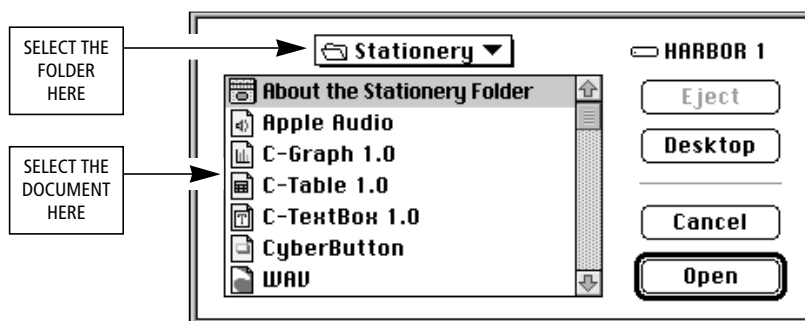 SELECT THE
FOLDER
HERE
Stationery
HARBOR 1
About the Stationery Folder
Eject
Apple Audio
C-Graph 1.0
Desktop
SELECT THE
DOCUMENT
HERE
C-Table 1.0
C-TextBox 1.0
Cancel
CyberButton
WAV
Open